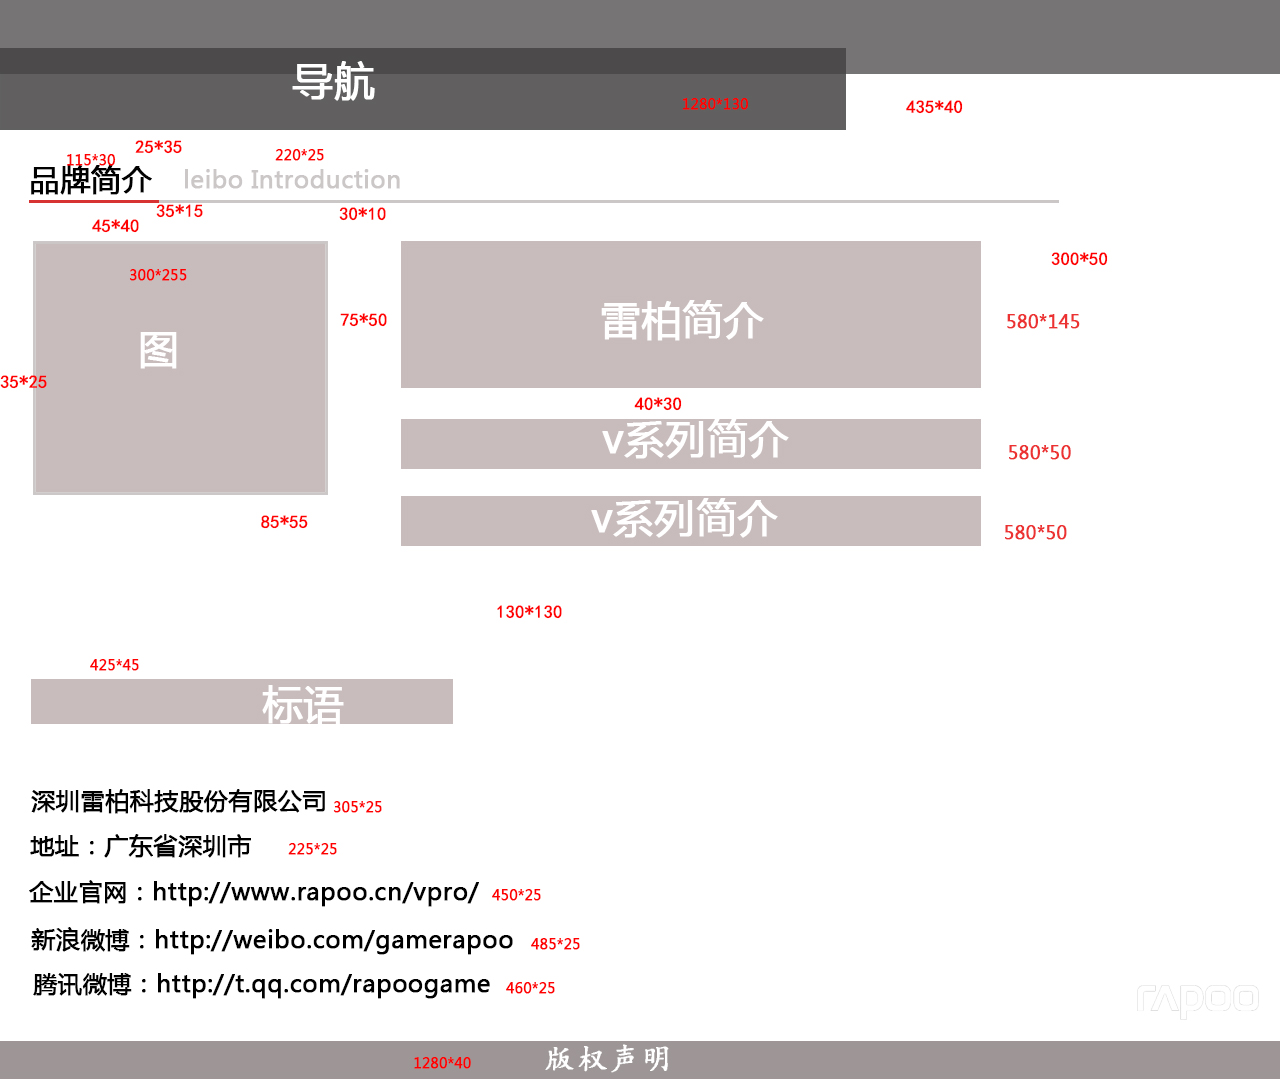 导航
1280*130
435*40
25*35
115*30
220*25
品牌简介
leibo Introduction
35*15
30*10
45*40
300*50
300*255
75*50
雷柏简介
580*145
图
35*25
40*30
v系列简介
580*50
85*55
v系列简介
580*50
130*130
425*45
标语
深圳雷柏科技股份有限公司 305*25
地址：广东省深圳市 225*25
企业官网：http://www.rapoo.cn/vpro/ 450*25
新浪微博：http://weibo.com/gamerapoo 485*25
腾讯微博：http://t.qq.com/rapoogame 460*25
rapoo
1280*40
版权声明